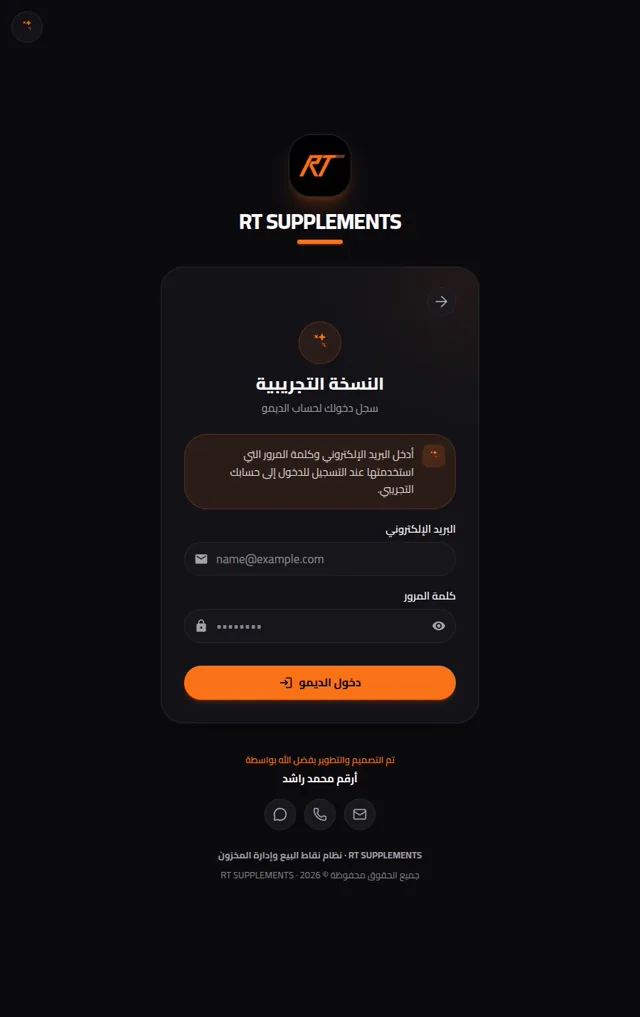 RT
RT SUPPLEMENTS
النسخة التجريبية
سجل دخولك لحساب الديمو
أدخل البريد الإلكتروني وكلمة المرور التي
استخدمتها عند التسجيل للدخول إلى حسابك
التجريبي.
البريد الإلكتروني
name@example.com
كلمة المرور
دخول الديمو
تم التصميم والتطوير بفضل الله بواسطة
أرقم محمد راشد
RT SUPPLEMENTS · نظام نقاط البيع وإدارة المخزون
جميع الحقوق محفوظة © 2026 · RT SUPPLEMENTS